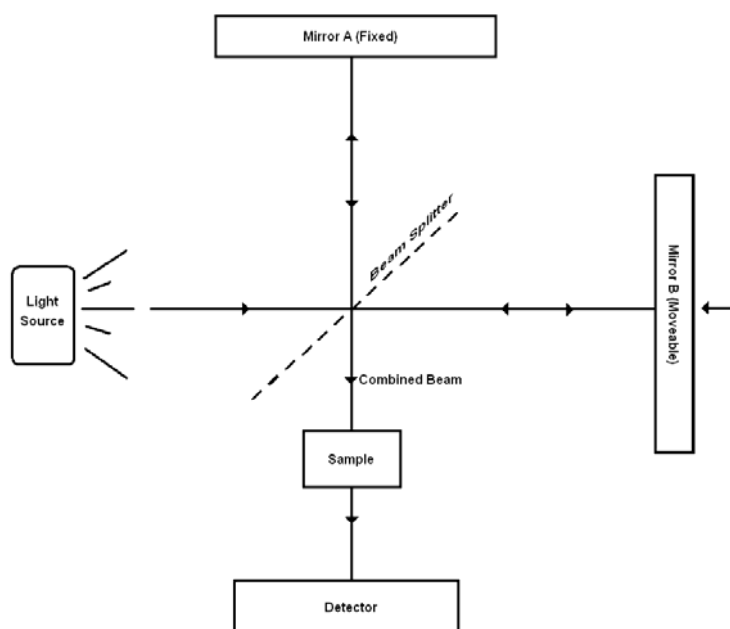 Mirror A (Fixed)
Beam Splitter
Light
Source
Mirror B (Moveable)
Combined Beam
Sample
Detector